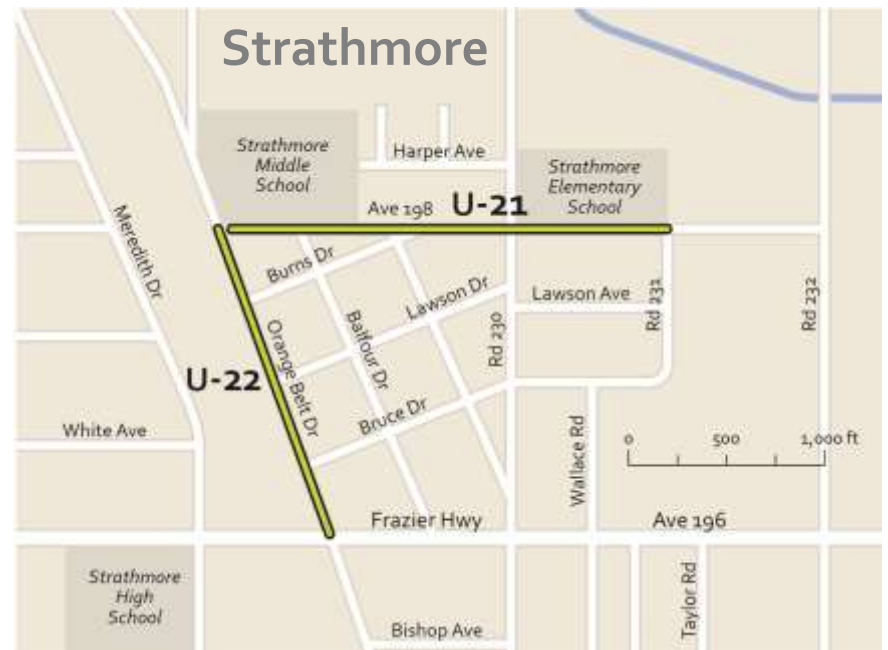 Strathmore
Strathmore
Middle
School
Harper Ave
Strathmore
Elementary
School
Ave 198
U-21
Meredith Dr
Burns Dr
Lawson Dr
Lawson Ave
Rd 231
Rd 232
Rd 230
Balfour Dr
Orange Belt Dr
U-22
Bruce Dr
White Ave
Wallace Rd
0 500 1,000 ft
Frazier Hwy
Ave 196
Strathmore
High
School
Taylor Rd
Bishop Ave